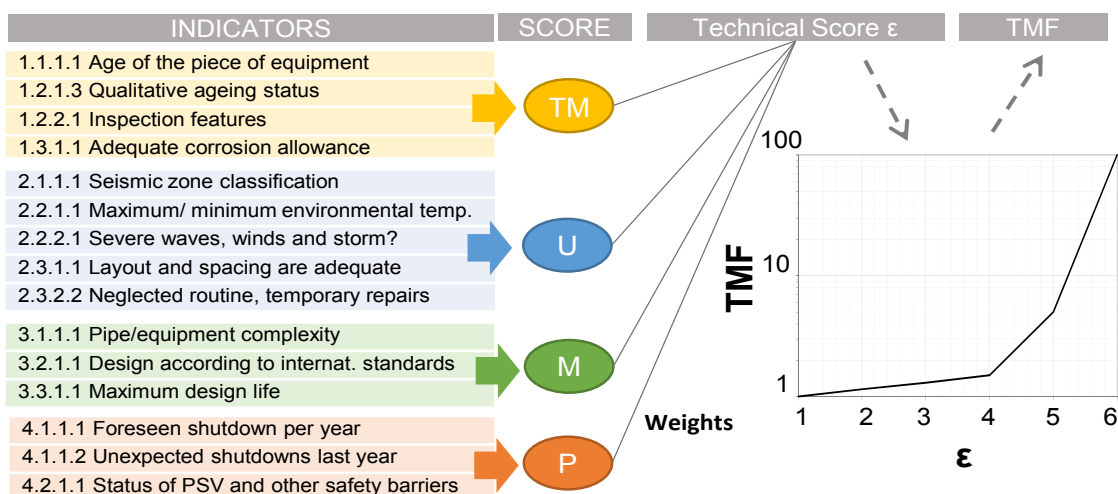 INDICATORS
SCORE
Technical Score ε
TMF
1.1.1.1 Age of the piece of equipment
1.2.1.3 Qualitative ageing status
1.2.2.1 Inspection features
1.3.1.1 Adequate corrosion allowance
TM
2.1.1.1 Seismic zone classification
2.2.1.1 Maximum/ minimum environmental temp.
2.2.2.1 Severe waves, winds and storm?
2.3.1.1 Layout and spacing are adequate
2.3.2.2 Neglected routine, temporary repairs
U
3.1.1.1 Pipe/equipment complexity
3.2.1.1 Design according to internat. standards
3.3.1.1 Maximum design life
M
4.1.1.1 Foreseen shutdown per year
4.1.1.2 Unexpected shutdowns last year
4.2.1.1 Status of PSV and other safety barriers
P
Weights
100
10
1
TMF
1 2 3 4 5 6
ε